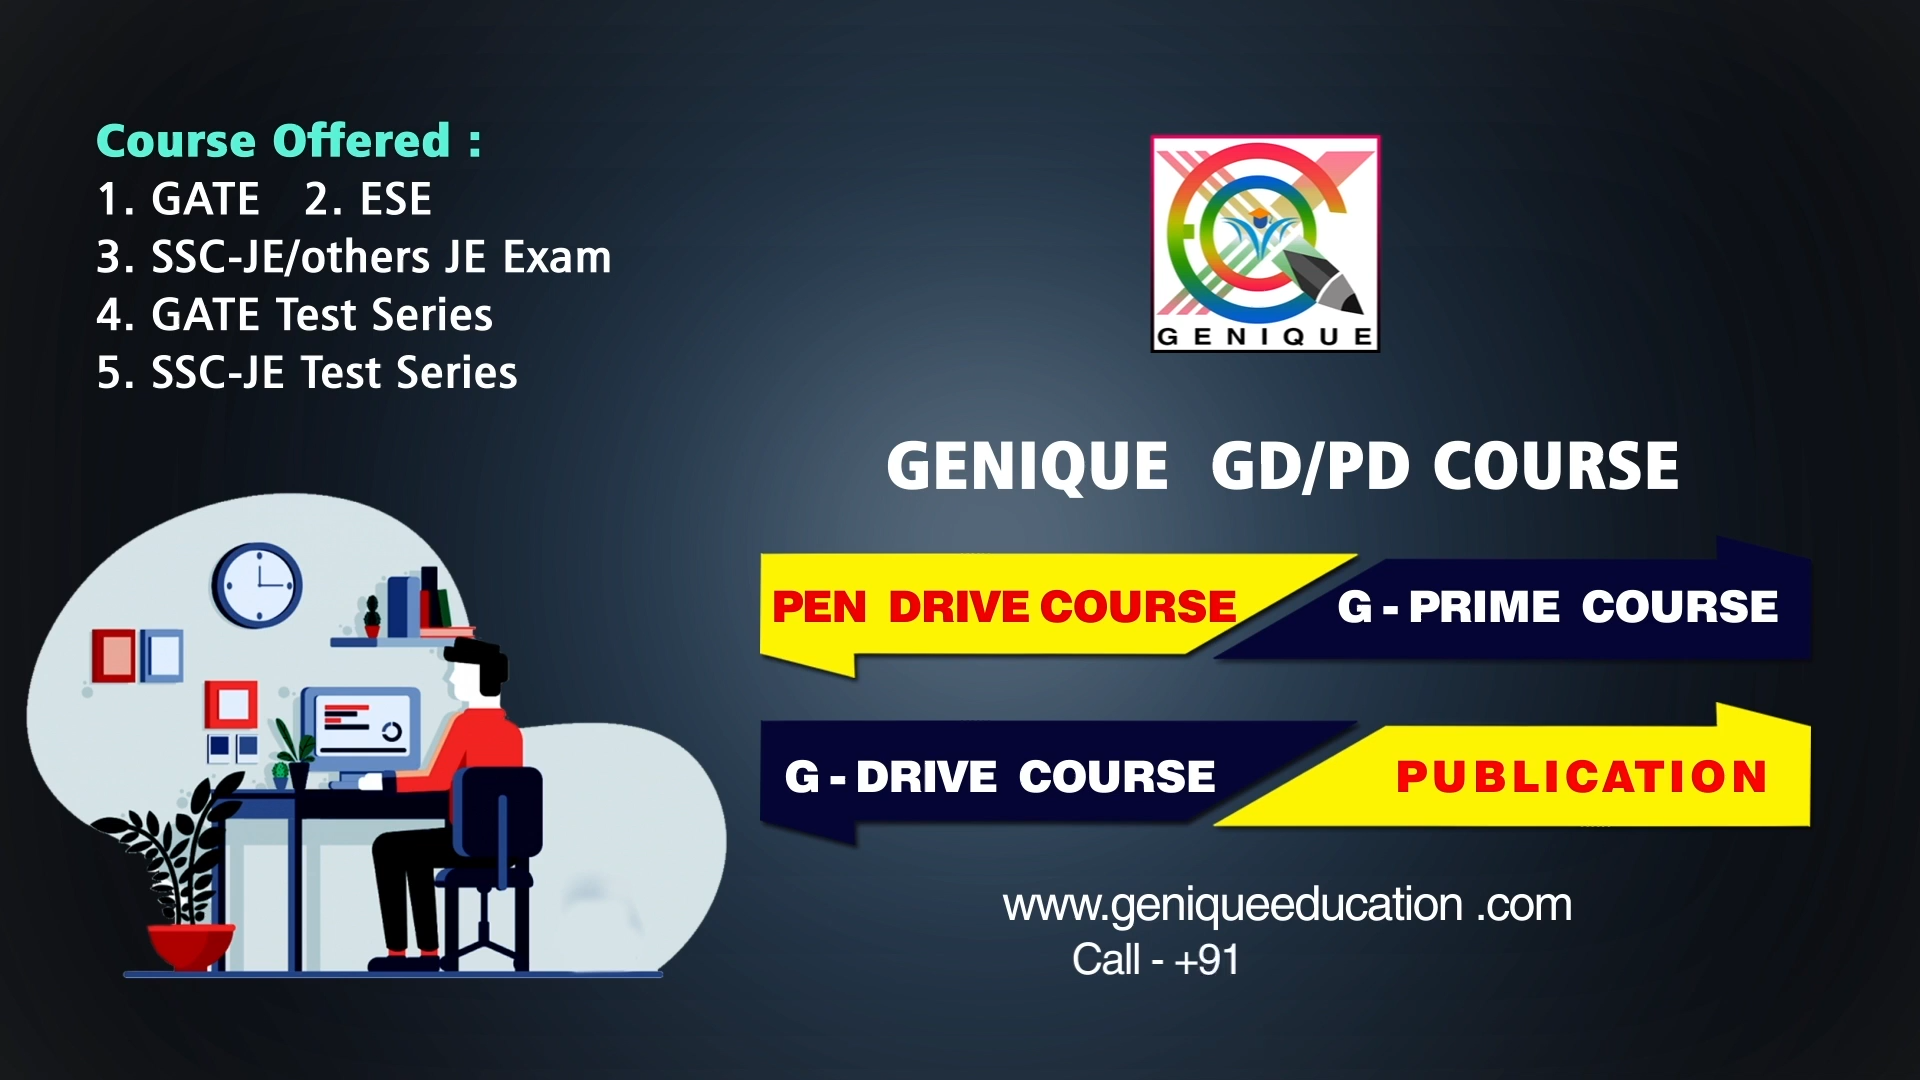 Course Offered :
1. GATE 2. ESE
3. SSC-JE/others JE Exam
4. GATE Test Series
5. SSC-JE Test Series
GENIQUE
GENIQUE GD/PD COURSE
PEN DRIVE COURSE
G - PRIME COURSE
G - DRIVE COURSE
PUBLICATION
www.geniqueeducation .com
Call - +91